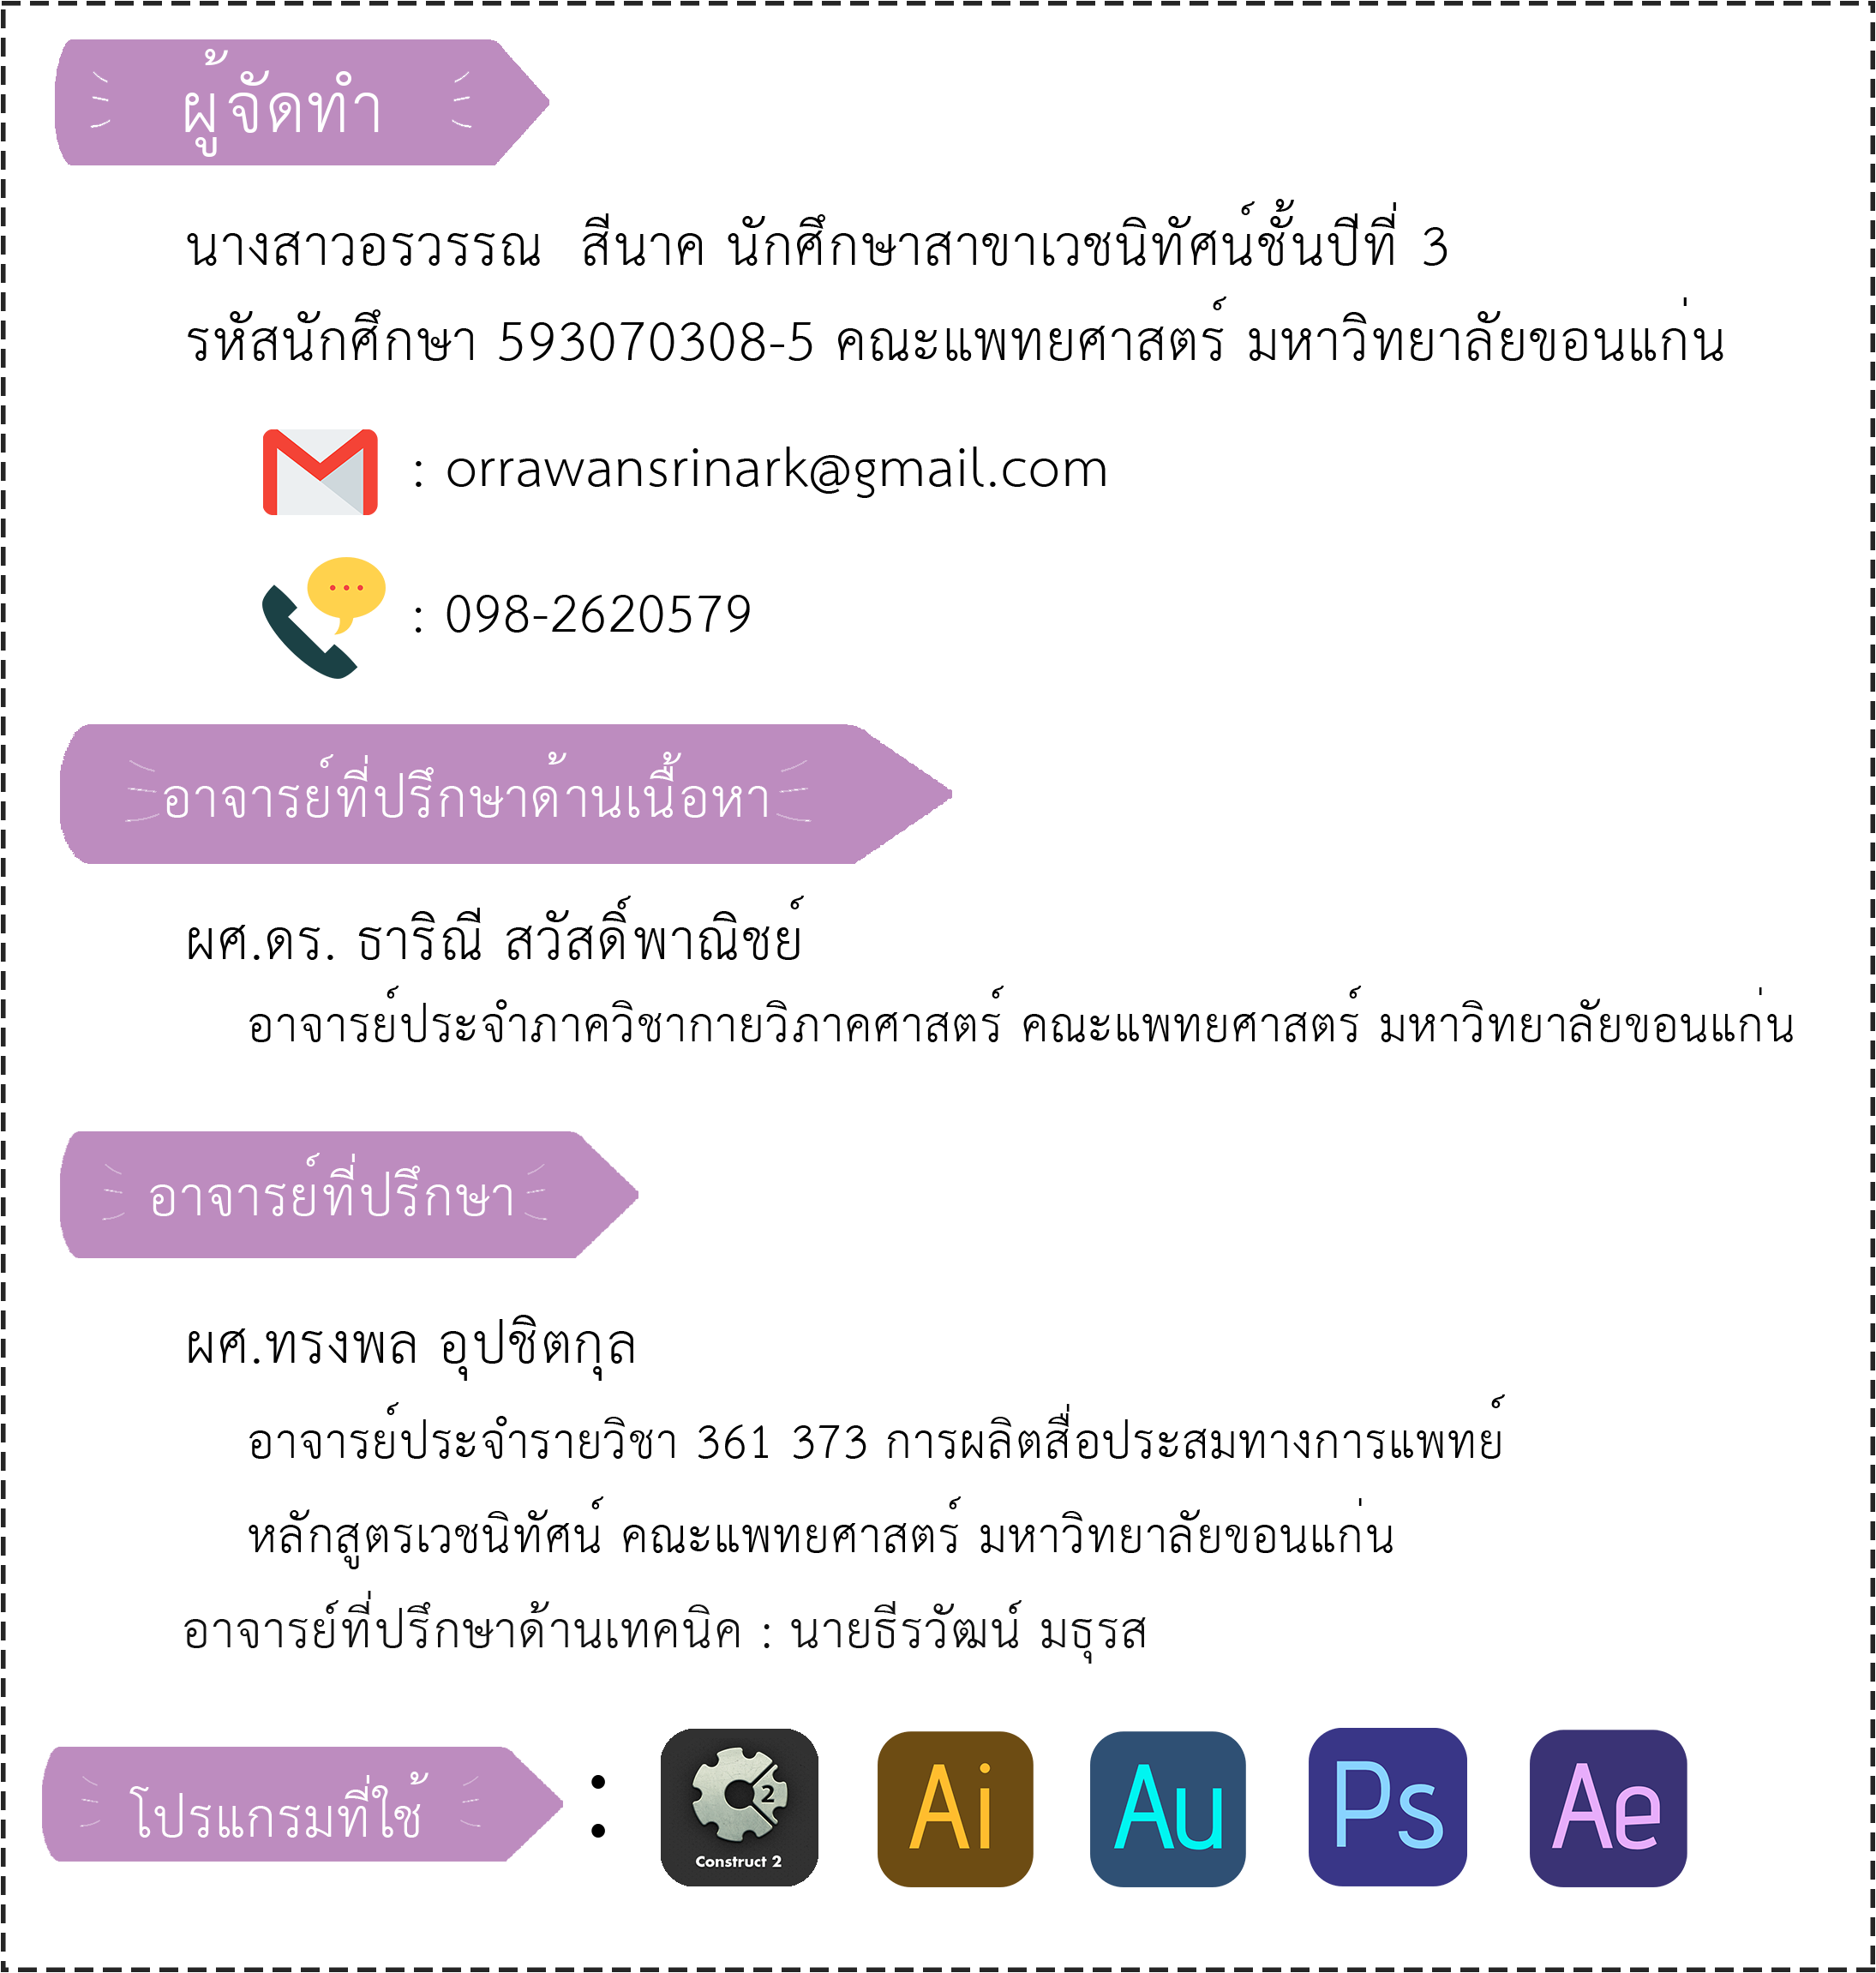 ผู้จัดทำ
นางสาวอรวรรณ สีนาค นักศึกษาสาขาเวชนิทัศน์ชั้นปีที่ 3
รหัสนักศึกษา 593070308-5 คณะแพทยศาสตร์ มหาวิทยาลัยขอนแก่น
: orrawansrinark@gmail.com
: 098-2620579
อาจารย์ที่ปรึกษาด้านเนื้อหา
ผศ.ดร. ธาริณี สวัสดิ์พาณิชย์
อาจารย์ประจำภาควิชากายวิภาคศาสตร์ คณะแพทยศาสตร์ มหาวิทยาลัยขอนแก่น
อาจารย์ที่ปรึกษา
ผศ.ทรงพล อุปชิตกุล
อาจารย์ประจำรายวิชา 361 373 การผลิตสื่อประสมทางการแพทย์
หลักสูตรเวชนิทัศน์ คณะแพทยศาสตร์ มหาวิทยาลัยขอนแก่น
อาจารย์ที่ปรึกษาด้านเทคนิค : นายธีรวัฒน์ มธุรส
โปรแกรมที่ใช้ : 2 Construct 2 Ai Au Ps Ae